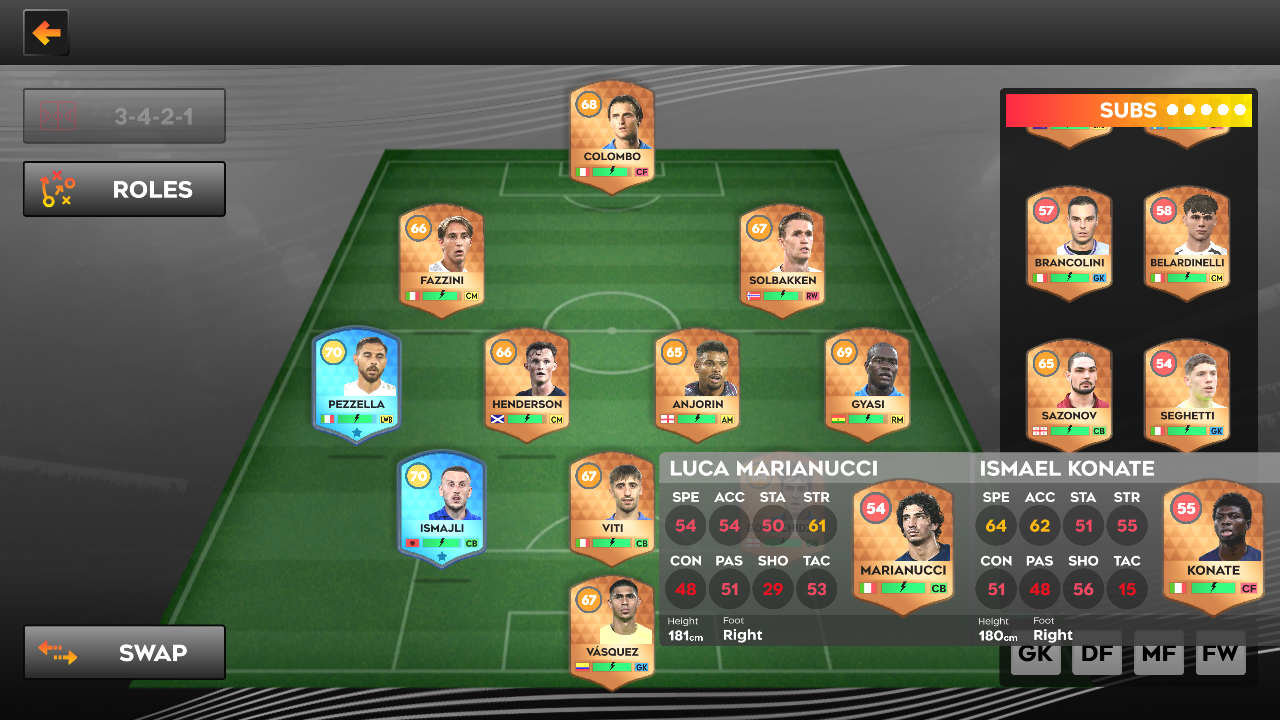 3-4-2-1
ROLES
SWAP
68
COLOMBO
CF
66
FAZZINI
CM
67
SOLBAKKEN
RW
70
PEZZELLA
LWB
66
HENDERSON
CM
65
ANJORIN
AM
69
GYASI
RM
70
ISMAJLI
CB
67
VITI
CB
67
VÁSQUEZ
GK
SUBS
57
BRANCOLINI
GK
58
BELARDINELLI
CM
65
SAZONOV
CB
54
SEGHETTI
GK
LUCA MARIANUCCI
SPE ACC STA STR
54 54 50 61
CON PAS SHO TAC
48 51 29 53
Height Foot
181cm Right
54
MARIANUCCI
CB
ISMAEL KONATE
SPE ACC STA STR
64 62 51 55
CON PAS SHO TAC
51 48 56 15
Height Foot
180cm Right
55
KONATE
CF
GK DF MF FW